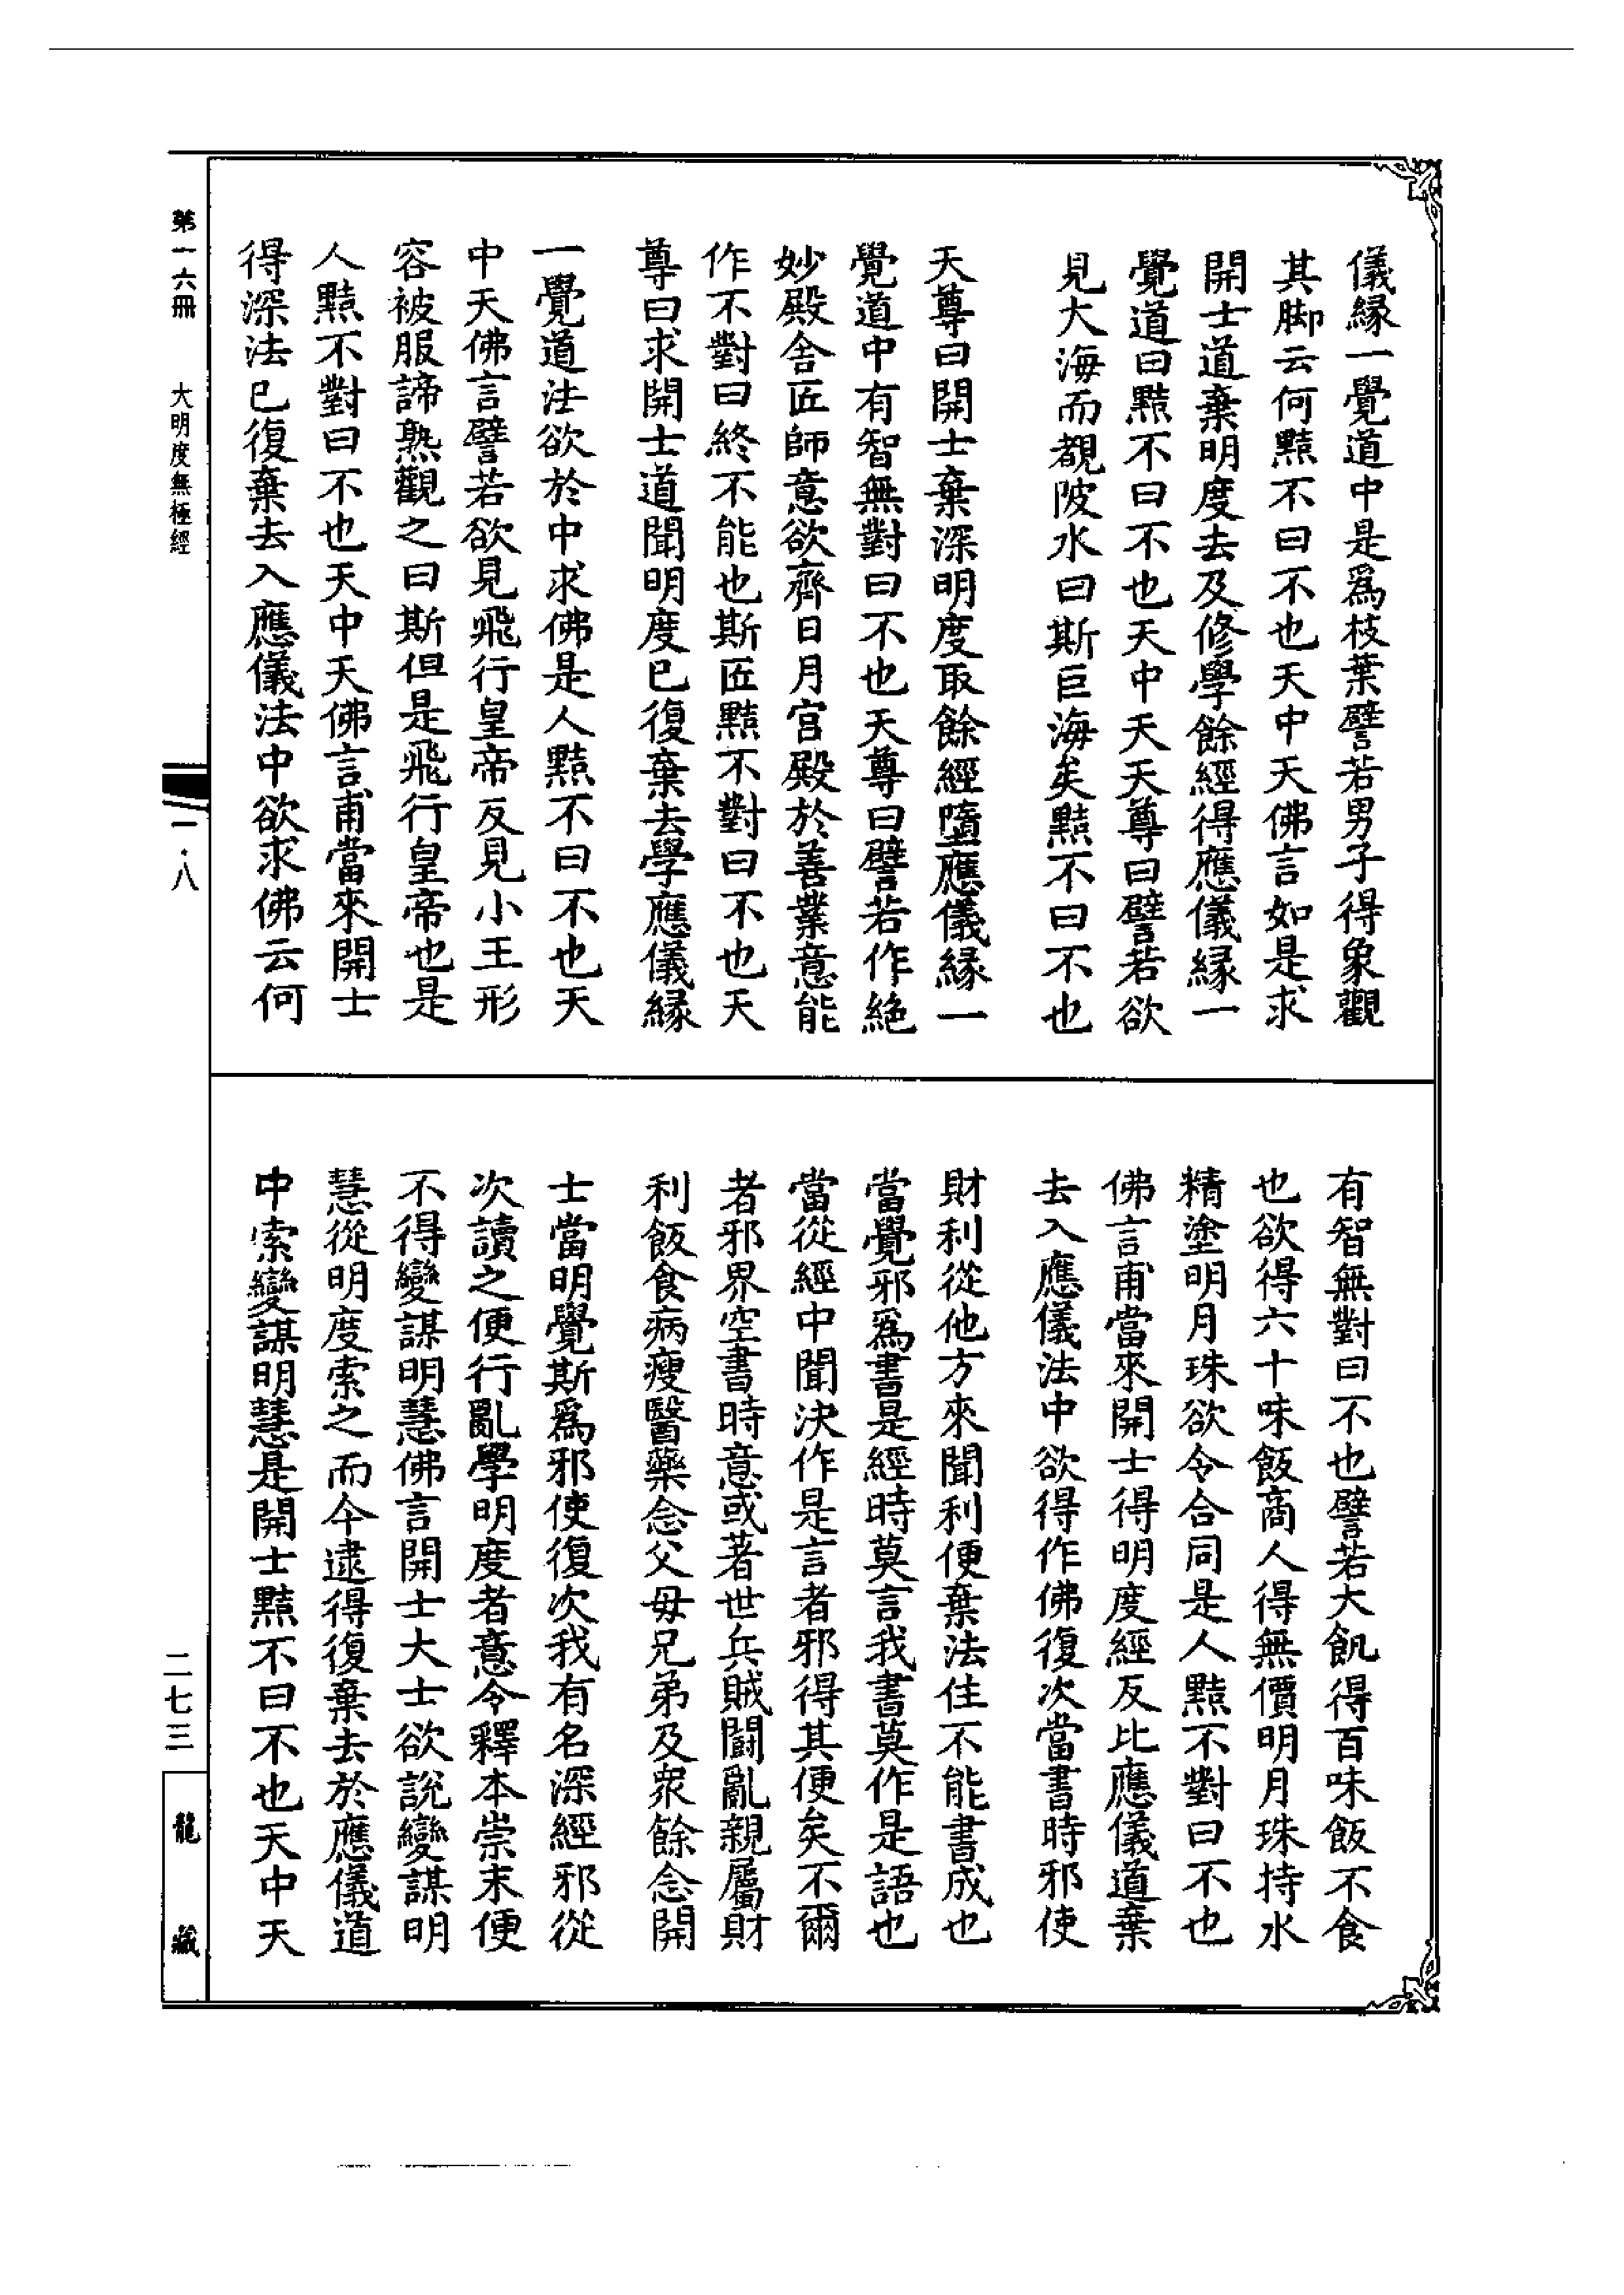 儀縁一覺道中是爲枝葉譬若男子得象觀
其脚云何黠不曰不也天中天佛言如是求
開士道棄明度去及修學餘經得應儀縁一
覺道曰黠不曰不也天中天天尊曰譬若欲
見大海而覩陂水曰斯巨海矣黠不曰不也
天尊曰開士棄深明度取餘經墮應儀縁一
覺道中有智無對曰不也天尊曰譬若作絶
妙殿舍匠師意欲齊日月宫殿於善業意能
作不對曰終不能也斯匠黠不對曰不也天
尊曰求開士道聞明度已復棄去學應儀縁
一覺道法欲於中求佛是人黠不曰不也天
中天佛言譬若欲見飛行皇帝反見小王形
容被服諦熟觀之曰斯但是飛行皇帝也是
人黠不對曰不也天中天佛言甫當來開士
得深法已復棄去入應儀法中欲求佛云何
有智無對曰不也譬若大飢得百味飯不食
也欲得六十味飯商人得無價明月珠持水
精塗明月珠欲令合同是人黠不對曰不也
佛言甫當來開士得明度經反比應儀道棄
去入應儀法中欲得作佛復次當書時邪使
財利從他方來聞利便棄法住不能書成也
當覺邪爲書是經時莫言我書莫作是語也
當從經中聞決作是言者邪得其便矣不爾
者邪界空書時意或著世兵賊鬪亂親屬財
利飯食病瘦醫藥念父母兄弟及衆餘念開
士當明覺斯爲邪使復次我有名深經邪從
次讀之便行亂學明度者意令釋本崇末便
不得變謀明慧佛言開士大士欲説變謀明
慧從明度索之而今逮得復棄去於應儀道
中索變謀明慧是開士黠不曰不也天中天
第一六冊　大明度無極經
一·八
二七三
龍藏